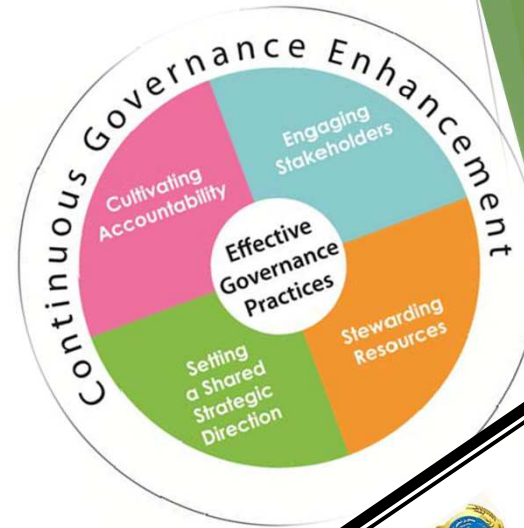 Continuous Governance Enhancement
Cultivating
Accountability
Engaging
Stakeholders
Effective
Governance
Practices
Setting
a Shared
Strategic
Direction
Stewarding
Resources